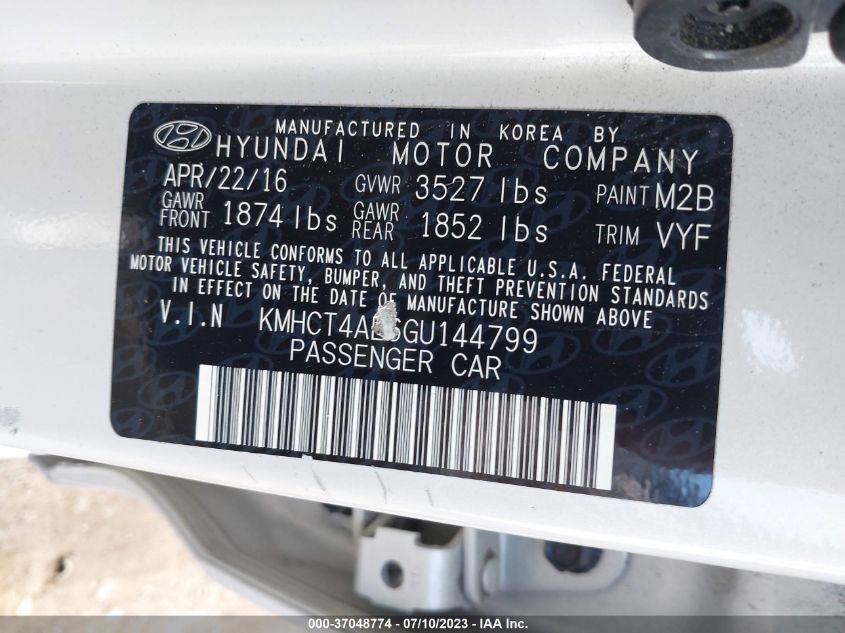 MANUFACTURED IN KOREA BY
HYUNDAI MOTOR COMPANY
APR/22/16 GVWR 3527 lbs PAINT M2B
GAWR FRONT 1874 lbs GAWR REAR 1852 lbs TRIM VYF
THIS VEHICLE CONFORMS TO ALL APPLICABLE U.S.A. FEDERAL
MOTOR VEHICLE SAFETY, BUMPER, AND THEFT PREVENTION STANDARDS
IN EFFECT ON THE DATE OF MANUFACTURE SHOWN ABOVE
V.I.N KMHCT4AE6GU144799
PASSENGER CAR
000-37048774 - 07/10/2023 - IAA Inc.